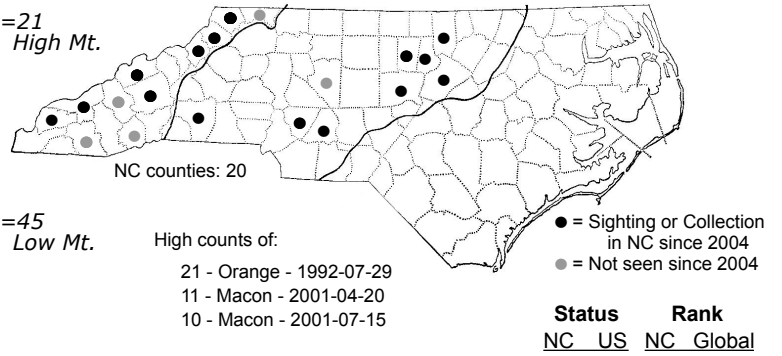 =21
High Mt.
NC counties: 20
=45
Low Mt.
High counts of:
21 - Orange - 1992-07-29
11 - Macon - 2001-04-20
10 - Macon - 2001-07-15
= Sighting or Collection
in NC since 2004
= Not seen since 2004
Status Rank
NC US NC Global